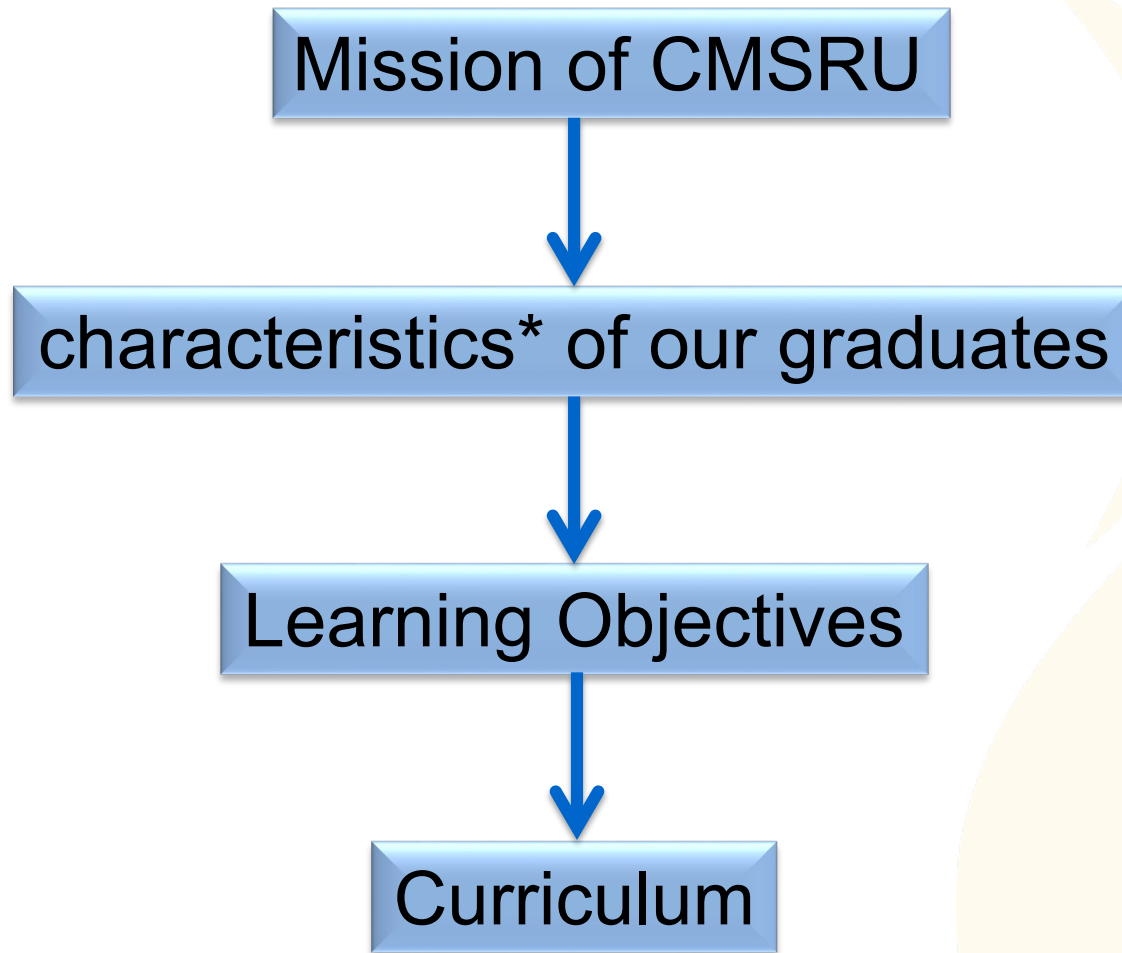 Mission of CMSRU
characteristics* of our graduates
Learning Objectives
Curriculum